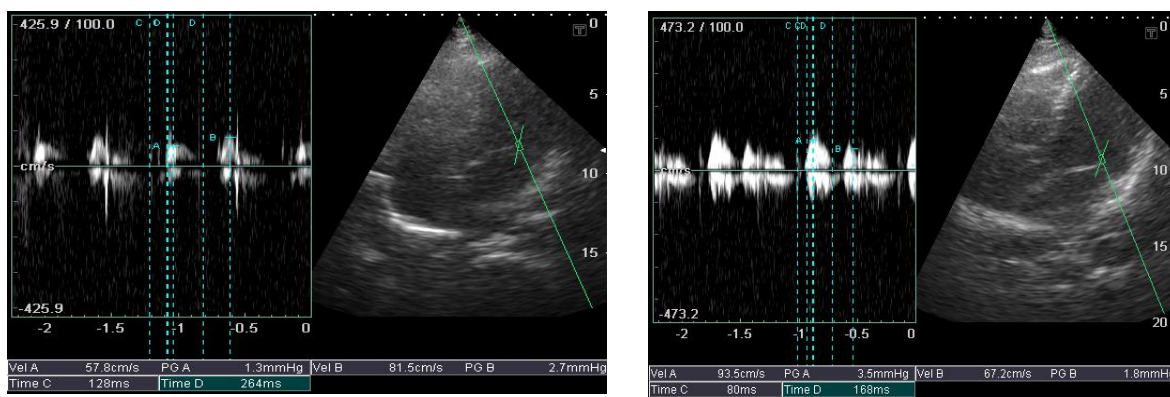 425.9 / 100.0
C D D
B
A
cm/s
-425.9
-2 -1.5 -1 -0.5 0
0
5
10
15
T
Vel A 57.8cm/s PG A 1.3mmHg Vel B 81.5cm/s PG B 2.7mmHg
Time C 128ms Time D 264ms
473.2 / 100.0
C CD D
A
B
cm/s
-473.2
-2 -1.5 -1 -0.5 0
0
5
10
15
20
T
Vel A 93.5cm/s PG A 3.5mmHg Vel B 67.2cm/s PG B 1.8mmH
Time C 80ms Time D 168ms